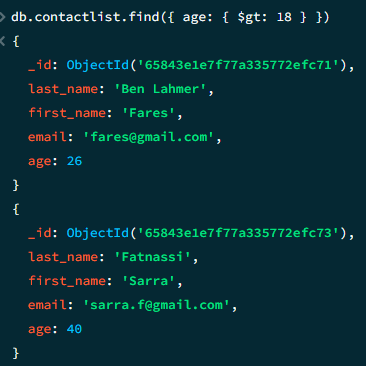 > db.contactlist.find({ age: { $gt: 18 } })
< {
_id: ObjectId('65843e1e7f77a335772efc71'),
last_name: 'Ben Lahmer',
first_name: 'Fares',
email: 'fares@gmail.com',
age: 26
}
{
_id: ObjectId('65843e1e7f77a335772efc73'),
last_name: 'Fatnassi',
first_name: 'Sarra',
email: 'sarra.f@gmail.com',
age: 40
}